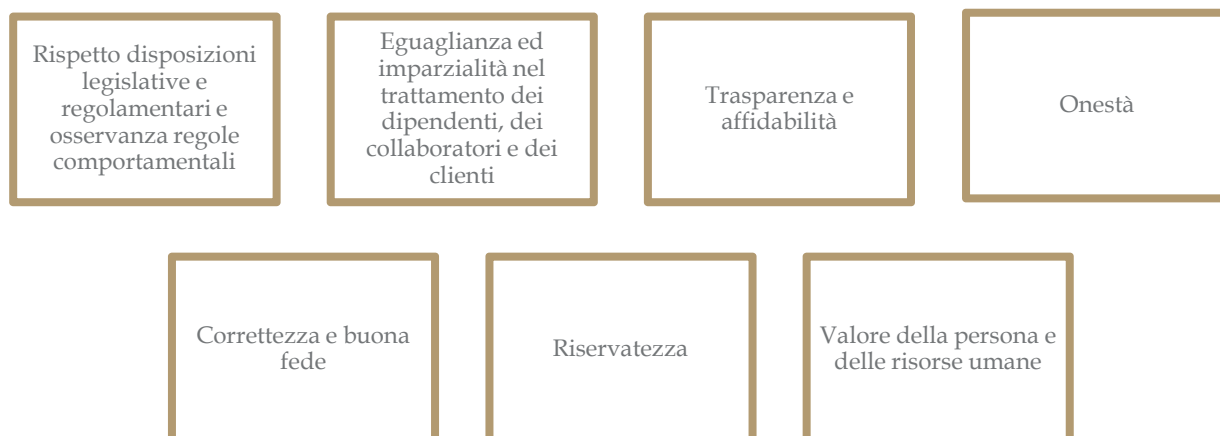 Rispetto disposizioni
legislative e
regolamentari e
osservanza regole
comportamentali
Eguaglianza ed
imparzialità nel
trattamento dei
dipendenti, dei
collaboratori e dei
clienti
Trasparenza e
affidabilità
Onestà
Correttezza e buona
fede
Riservatezza
Valore della persona e
delle risorse umane